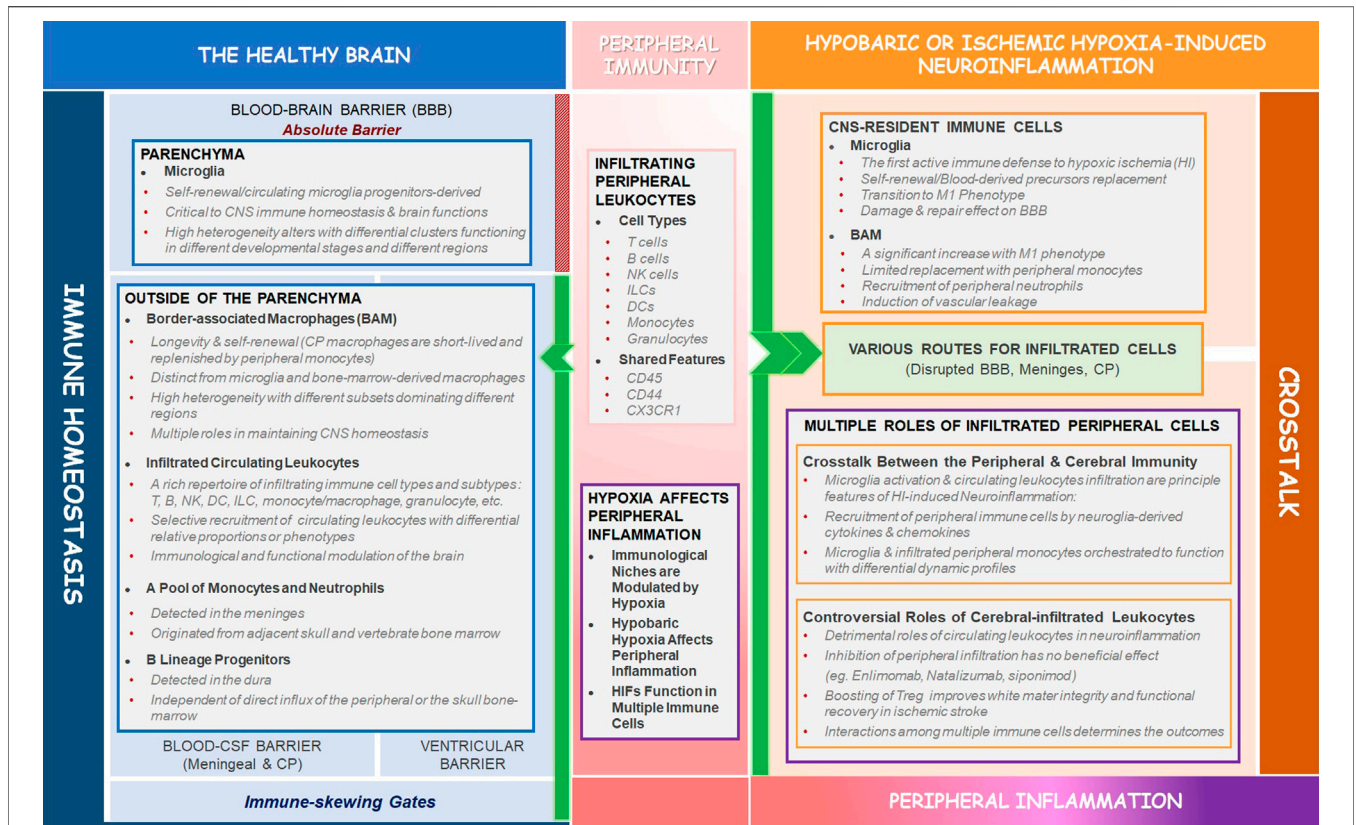 THE HEALTHY BRAIN
PERIPHERAL
IMMUNITY
HYPOBARIC OR ISCHEMIC HYPOXIA-INDUCED
NEUROINFLAMMATION
IMMUNE HOMEOSTASIS
BLOOD-BRAIN BARRIER (BBB)
Absolute Barrier
PARENCHYMA
• Microglia
• Self-renewal/circulating microglia progenitors-derived
• Critical to CNS immune homeostasis & brain functions
• High heterogeneity alters with differential clusters functioning
in different developmental stages and different regions
OUTSIDE OF THE PARENCHYMA
• Border-associated Macrophages (BAM)
• Longevity & self-renewal (CP macrophages are short-lived and
replenished by peripheral monocytes)
• Distinct from microglia and bone-marrow-derived macrophages
• High heterogeneity with different subsets dominating different
regions
• Multiple roles in maintaining CNS homeostasis
• Infiltrated Circulating Leukocytes
• A rich repertoire of infiltrating immune cell types and subtypes :
T, B, NK, DC, ILC, monocyte/macrophage, granulocyte, etc.
• Selective recruitment of circulating leukocytes with differential
relative proportions or phenotypes
• Immunological and functional modulation of the brain
• A Pool of Monocytes and Neutrophils
• Detected in the meninges
• Originated from adjacent skull and vertebrate bone marrow
• B Lineage Progenitors
• Detected in the dura
• Independent of direct influx of the peripheral or the skull bone-
marrow
BLOOD-CSF BARRIER
(Meningeal & CP)
VENTRICULAR
BARRIER
Immune-skewing Gates
INFILTRATING
PERIPHERAL
LEUKOCYTES
• Cell Types
• T cells
• B cells
• NK cells
• ILCs
• DCs
• Monocytes
• Granulocytes
• Shared Features
• CD45
• CD44
• CX3CR1
HYPOXIA AFFECTS
PERIPHERAL
INFLAMMATION
• Immunological
Niches are
Modulated by
Hypoxia
• Hypobaric
Hypoxia Affects
Peripheral
Inflammation
• HIFs Function in
Multiple Immune
Cells
CNS-RESIDENT IMMUNE CELLS
• Microglia
• The first active immune defense to hypoxic ischemia (HI)
• Self-renewal/Blood-derived precursors replacement
• Transition to M1 Phenotype
• Damage & repair effect on BBB
• BAM
• A significant increase with M1 phenotype
• Limited replacement with peripheral monocytes
• Recruitment of peripheral neutrophils
• Induction of vascular leakage
VARIOUS ROUTES FOR INFILTRATED CELLS
(Disrupted BBB, Meninges, CP)
MULTIPLE ROLES OF INFILTRATED PERIPHERAL CELLS
Crosstalk Between the Peripheral & Cerebral Immunity
• Microglia activation & circulating leukocytes infiltration are principle
features of HI-induced Neuroinflammation:
• Recruitment of peripheral immune cells by neuroglia-derived
cytokines & chemokines
• Microglia & infiltrated peripheral monocytes orchestrated to function
with differential dynamic profiles
Controversial Roles of Cerebral-infiltrated Leukocytes
• Detrimental roles of circulating leukocytes in neuroinflammation
• Inhibition of peripheral infiltration has no beneficial effect
(eg. Enlimomab, Natalizumab, siponimod)
• Boosting of Treg improves white mater integrity and functional
recovery in ischemic stroke
• Interactions among multiple immune cells determines the outcomes
CROSSTALK
PERIPHERAL INFLAMMATION